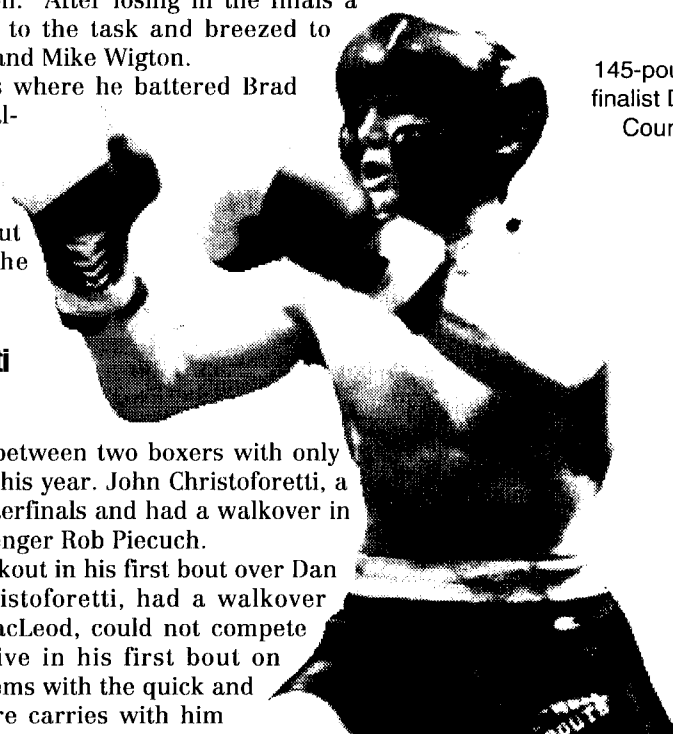 After losing in the finals a
to the task and breezed to
and Mike Wigton.
where he battered Brad
145-pou
finalist D
Cour
al-
ut
he
ti
between two boxers with only
his year. John Christoforetti, a
erfinals and had a walkover in
enger Rob Piecuch.
kout in his first bout over Dan
ristoforetti, had a walkover
acLeod, could not compete
ive in his first bout on
ems with the quick and
re carries with him